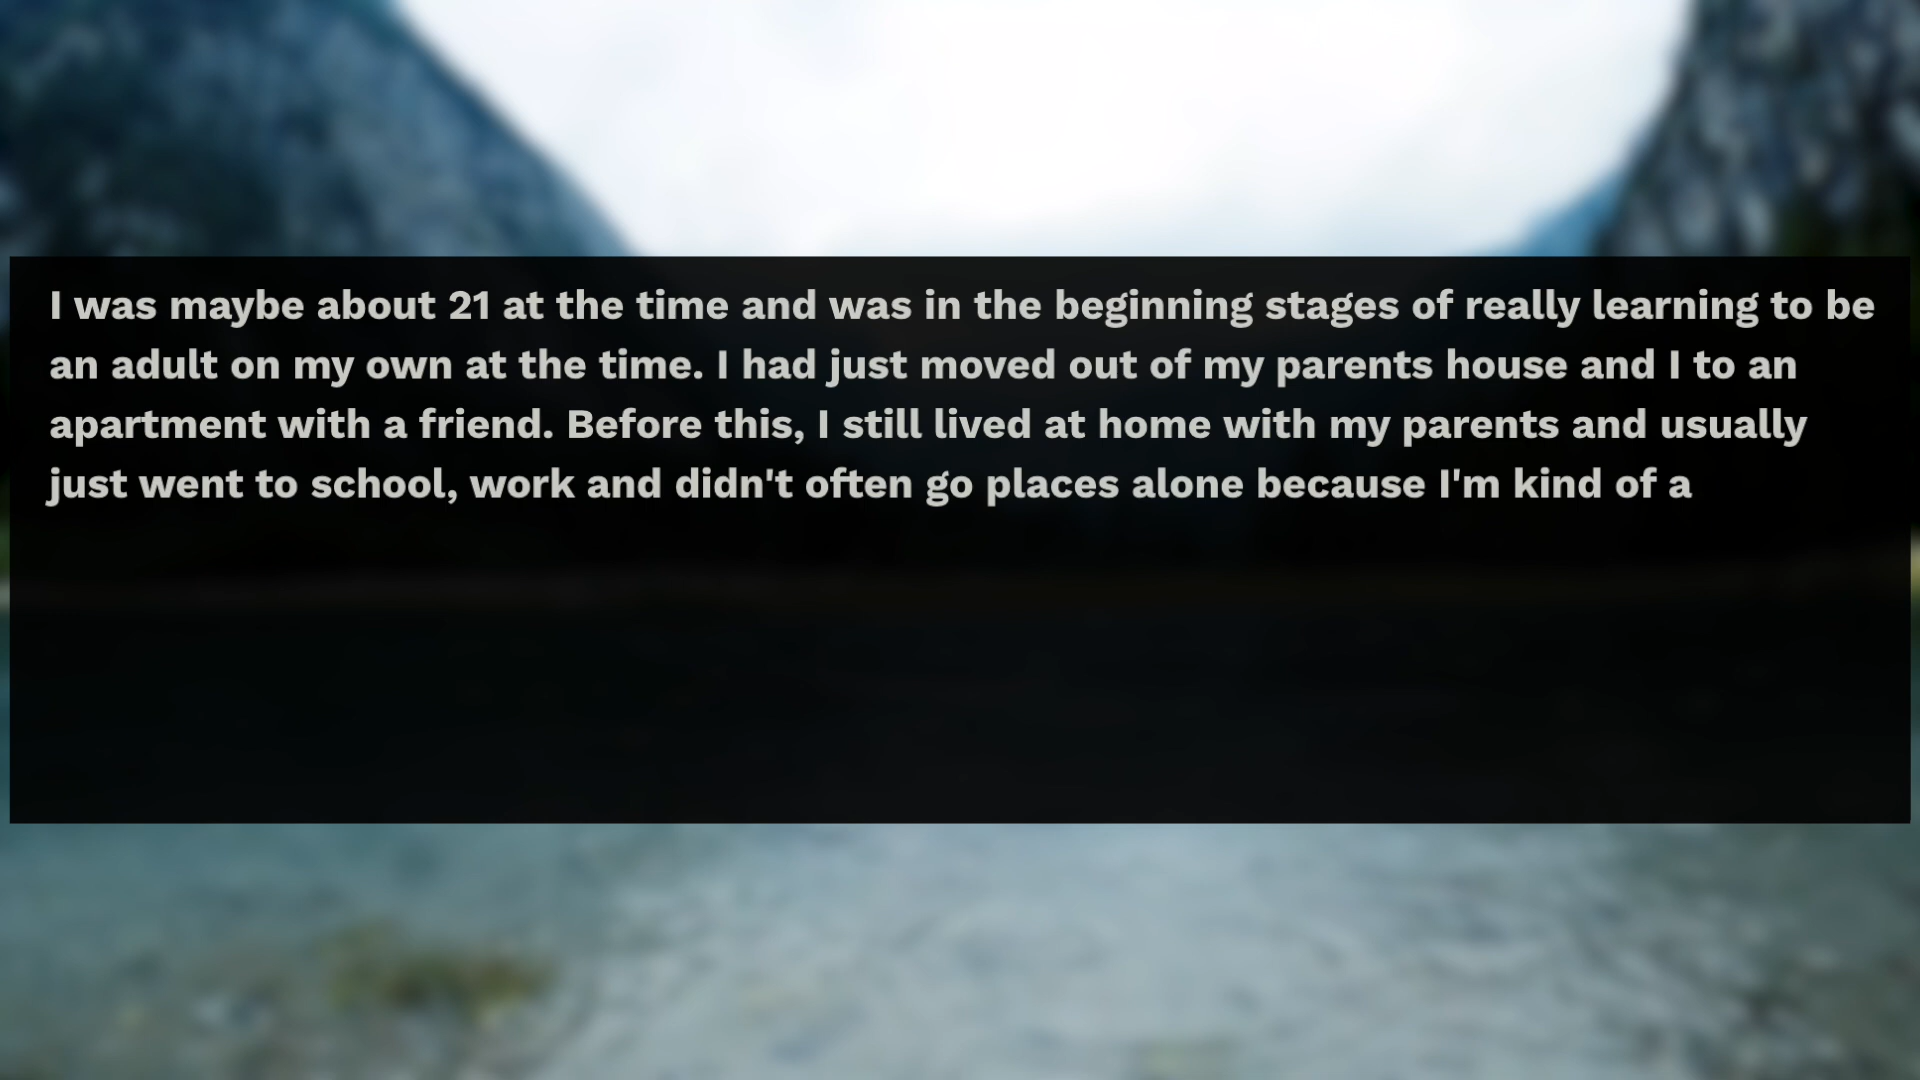 I was maybe about 21 at the time and was in the beginning stages of really learning to be
an adult on my own at the time. I had just moved out of my parents house and I to an
apartment with a friend. Before this, I still lived at home with my parents and usually
just went to school, work and didn't often go places alone because I'm kind of a